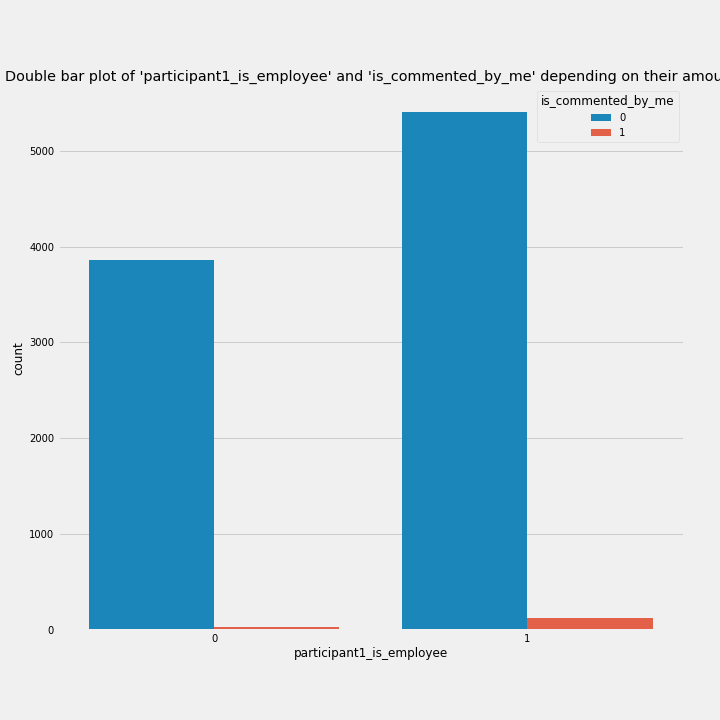 Double bar plot of 'participant1_is_employee' and 'is_commented_by_me' depending on their
is_commented_by_me
0
1
5000
4000
3000
2000
1000
0
count
0 1
participant1_is_employee